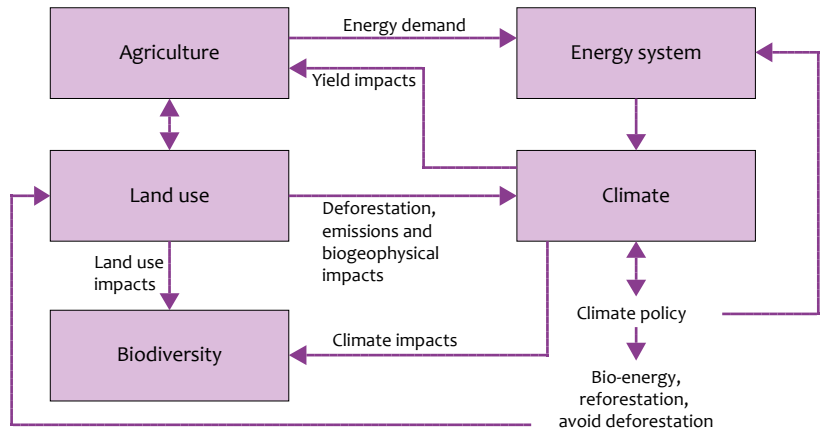 Energy demand
Agriculture
Energy system
Yield impacts
Land use
Climate
Deforestation,
emissions and
biogeophysical
impacts
Land use
impacts
Climate policy
Biodiversity
Climate impacts
Bio-energy,
reforestation,
avoid deforestation